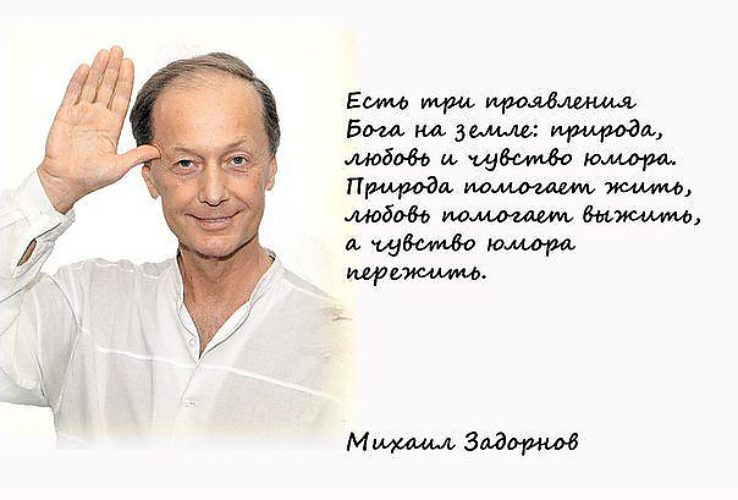 Есть три проявления
Бога на земле: природа,
любовь и чувство юмора.
Природа помогает жить,
любовь помогает выжить,
а чувство юмора
пережить.
Михаил Задорнов